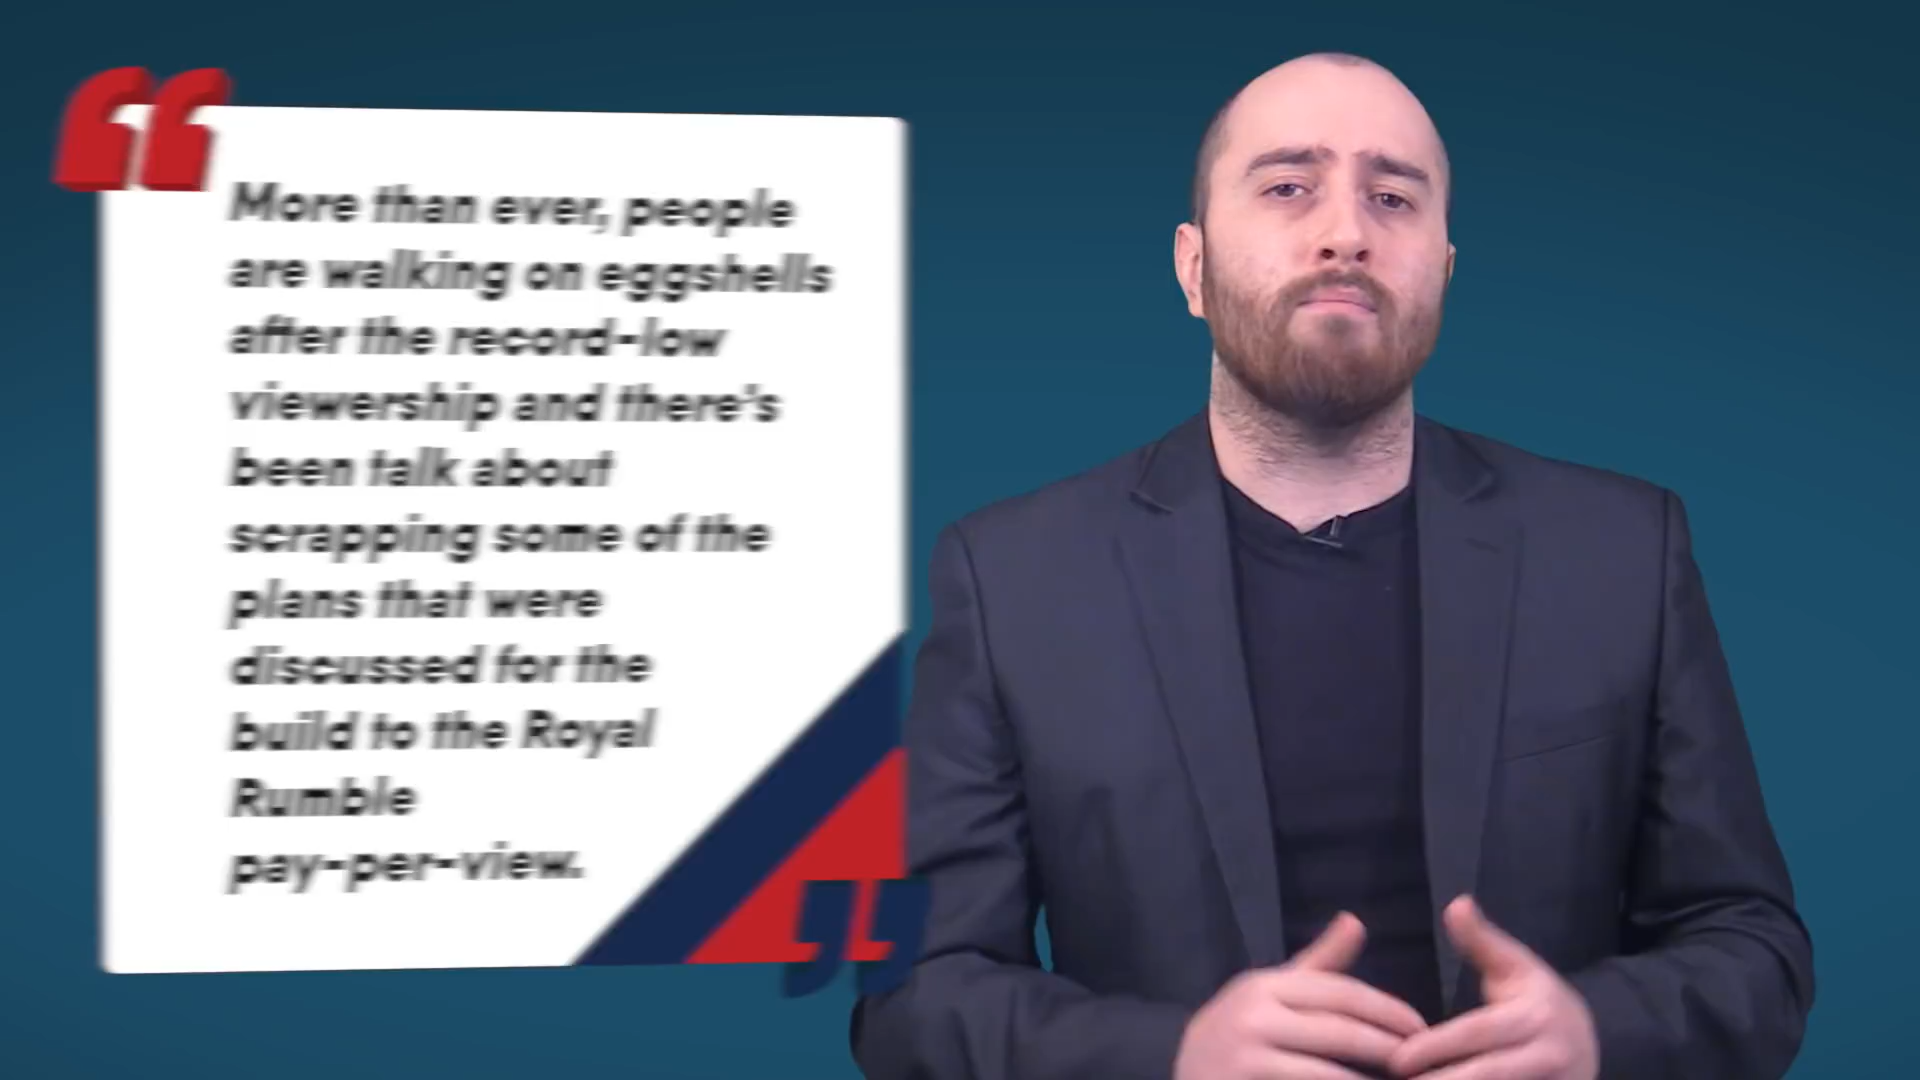 More than ever, people
are walking on eggshells
after the record-low
viewership and there's
been talk about
scrapping some of the
plans that were
discussed for the
build to the Royal
Rumble
pay-per-view.